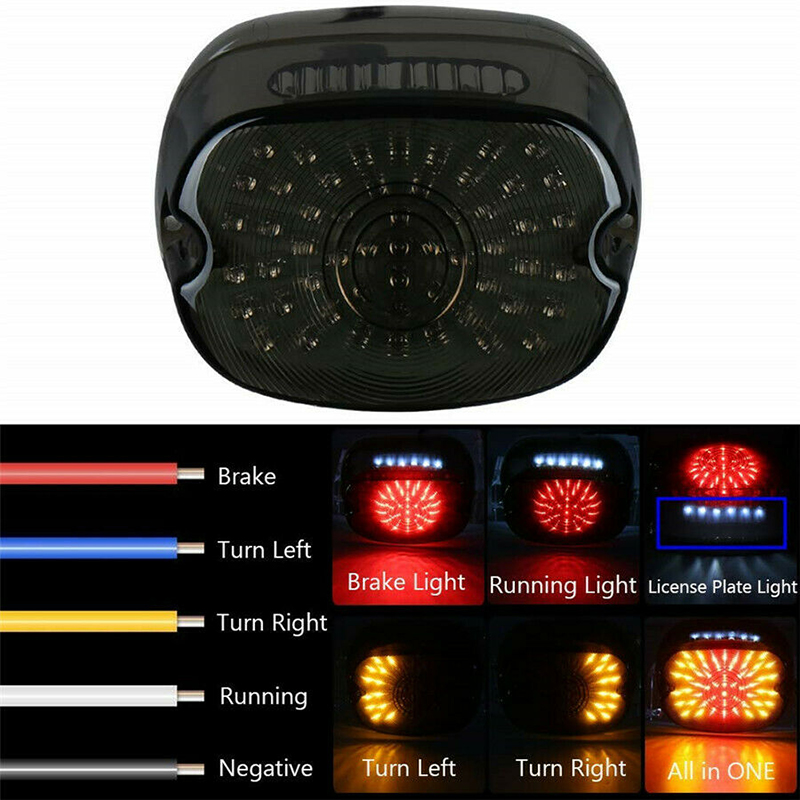 Brake
Turn Left
Turn Right
Running
Negative
Brake Light
Running Light
License Plate Light
Turn Left
Turn Right
All in ONE